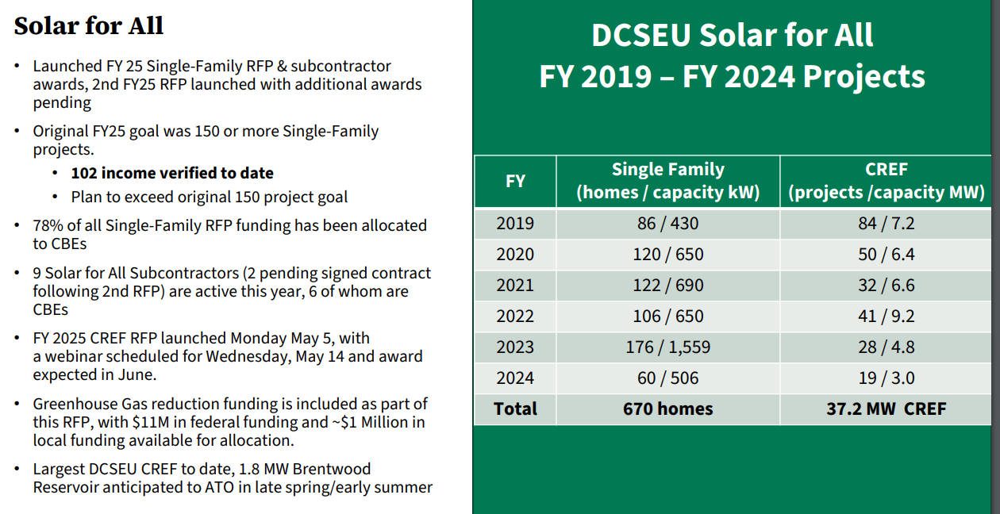 Solar for All
• Launched FY 25 Single-Family RFP & subcontractor
awards, 2nd FY25 RFP launched with additional awards
pending
• Original FY25 goal was 150 or more Single-Family
projects.
• 102 income verified to date
• Plan to exceed original 150 project goal
• 78% of all Single-Family RFP funding has been allocated
to CBEs
• 9 Solar for All Subcontractors (2 pending signed contract
following 2nd RFP) are active this year, 6 of whom are
CBEs
• FY 2025 CREF RFP launched Monday May 5, with
a webinar scheduled for Wednesday, May 14 and award
expected in June.
• Greenhouse Gas reduction funding is included as part of
this RFP, with $11M in federal funding and ~$1 Million in
local funding available for allocation.
• Largest DCSEU CREF to date, 1.8 MW Brentwood
Reservoir anticipated to ATO in late spring/early summer
DCSEU Solar for All
FY 2019 – FY 2024 Projects
FY Single Family (homes / capacity kW) CREF (projects /capacity MW)
2019 86 / 430 84 / 7.2
2020 120 / 650 50 / 6.4
2021 122 / 690 32 / 6.6
2022 106 / 650 41 / 9.2
2023 176 / 1,559 28 / 4.8
2024 60 / 506 19 / 3.0
Total 670 homes 37.2 MW CREF